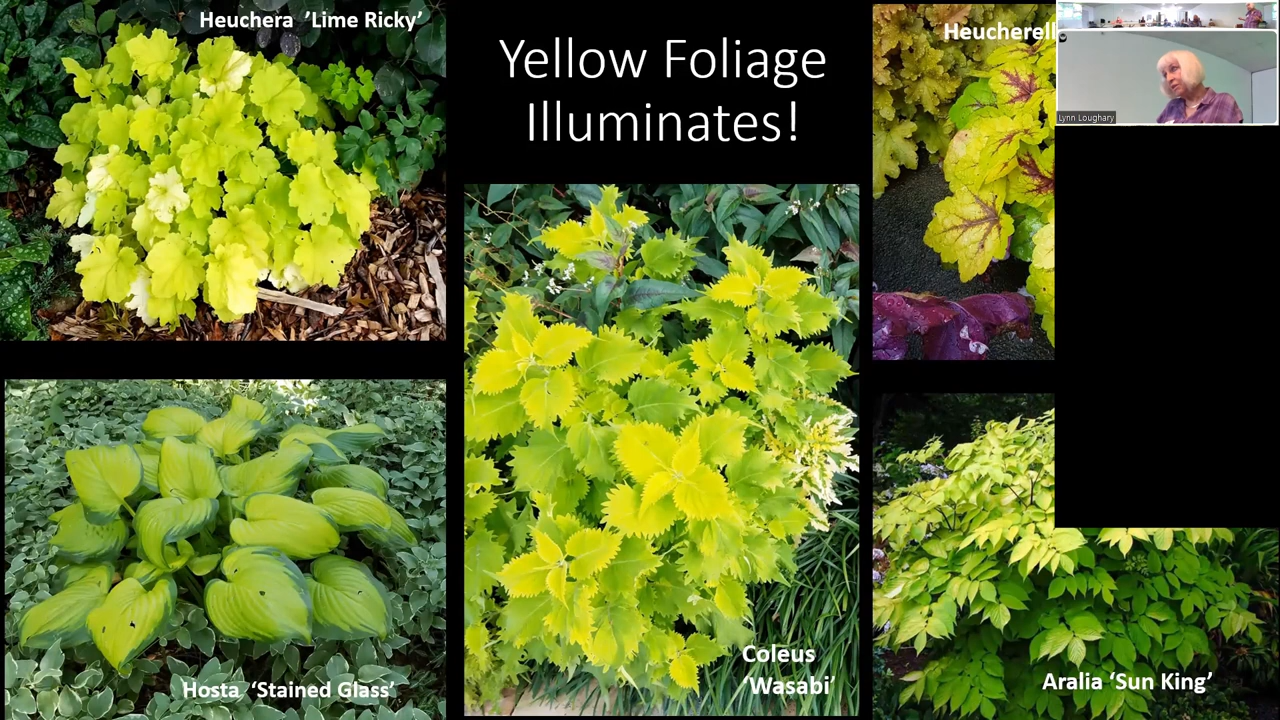 Heuchera 'Lime Ricky'
Yellow Foliage
Illuminates!
Heucherell
Lynn Loughary
Hosta 'Stained Glass'
Coleus
'Wasabi'
Aralia 'Sun King'